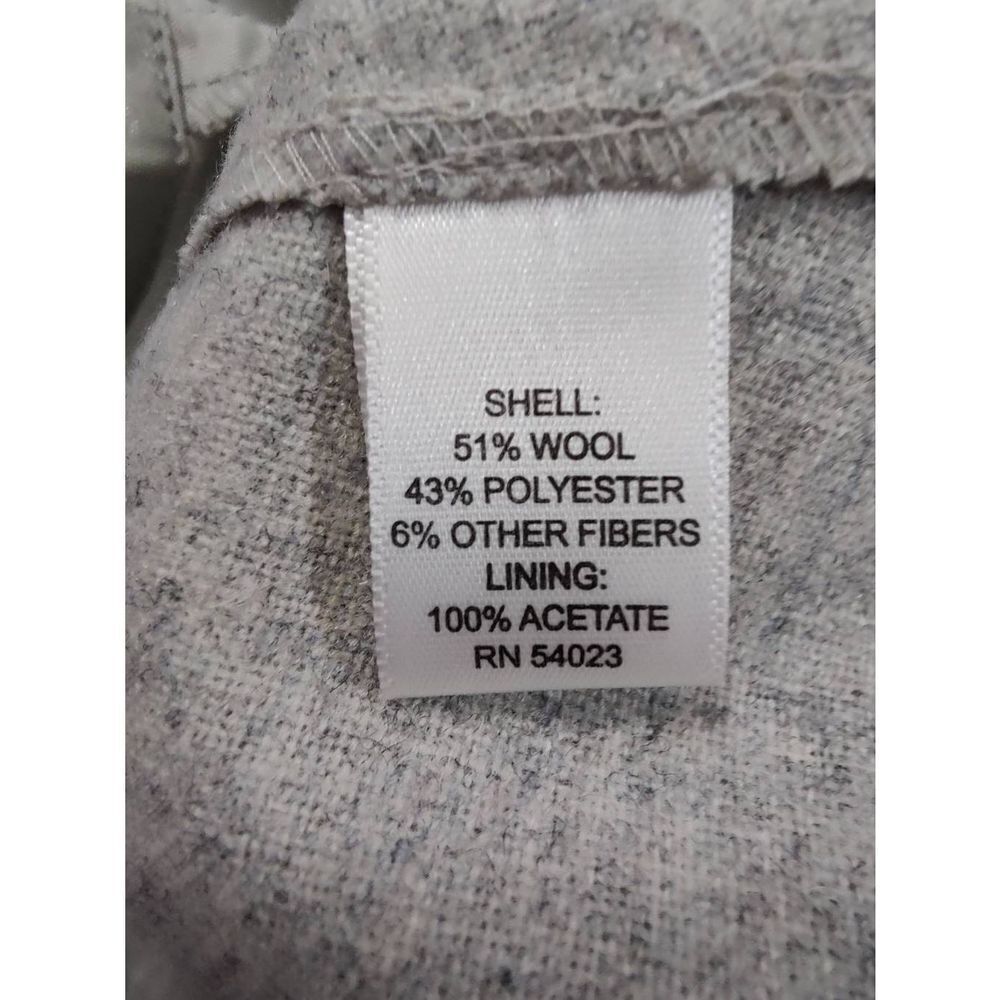 SHELL:
51% WOOL
43% POLYESTER
6% OTHER FIBERS
LINING:
100% ACETATE
RN 54023